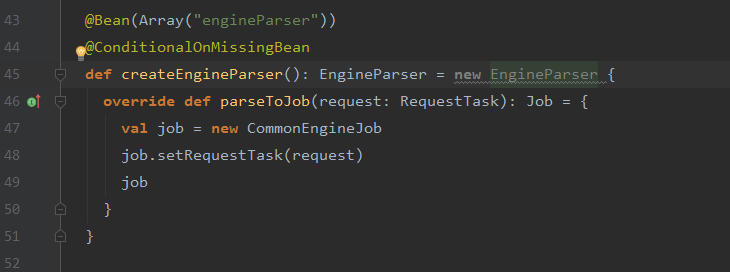 43 @Bean(Array("engineParser"))
44 @ConditionalOnMissingBean
45 def createEngineParser(): EngineParser = new EngineParser {
46 override def parseToJob(request: RequestTask): Job = {
47 val job = new CommonEngineJob
48 job.setRequestTask(request)
49 job
50 }
51 }
52